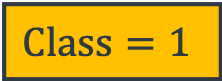 Class = 1